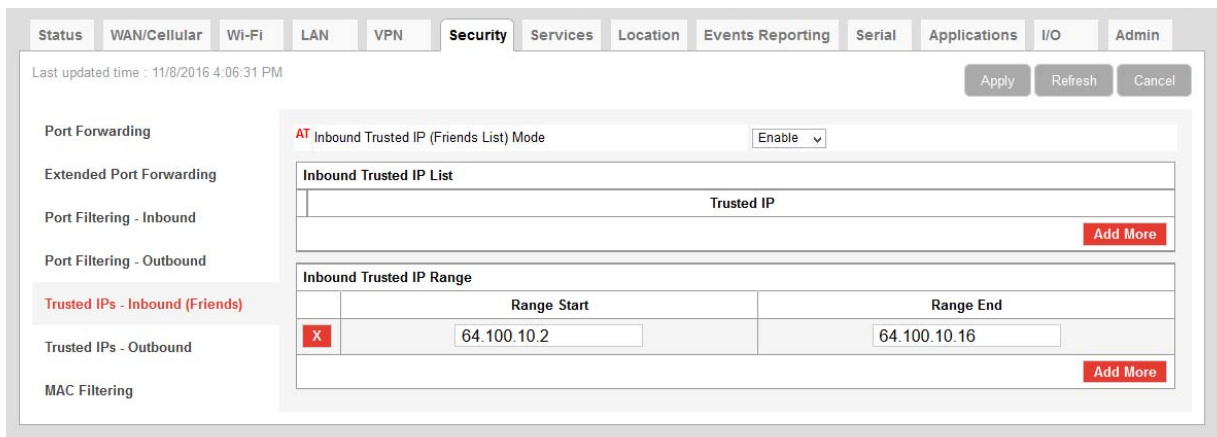 Status WAN/Cellular Wi-Fi LAN VPN Security Services Location Events Reporting Serial Applications I/O Admin
Last updated time : 11/8/2016 4:06:31 PM
Apply Refresh Cancel
Port Forwarding
Extended Port Forwarding
Port Filtering - Inbound
Port Filtering - Outbound
Trusted IPs - Inbound (Friends)
Trusted IPs - Outbound
MAC Filtering
AT Inbound Trusted IP (Friends List) Mode Enable
Inbound Trusted IP List
Trusted IP
Add More
Inbound Trusted IP Range
Range Start Range End
X 64.100.10.2 64.100.10.16
Add More